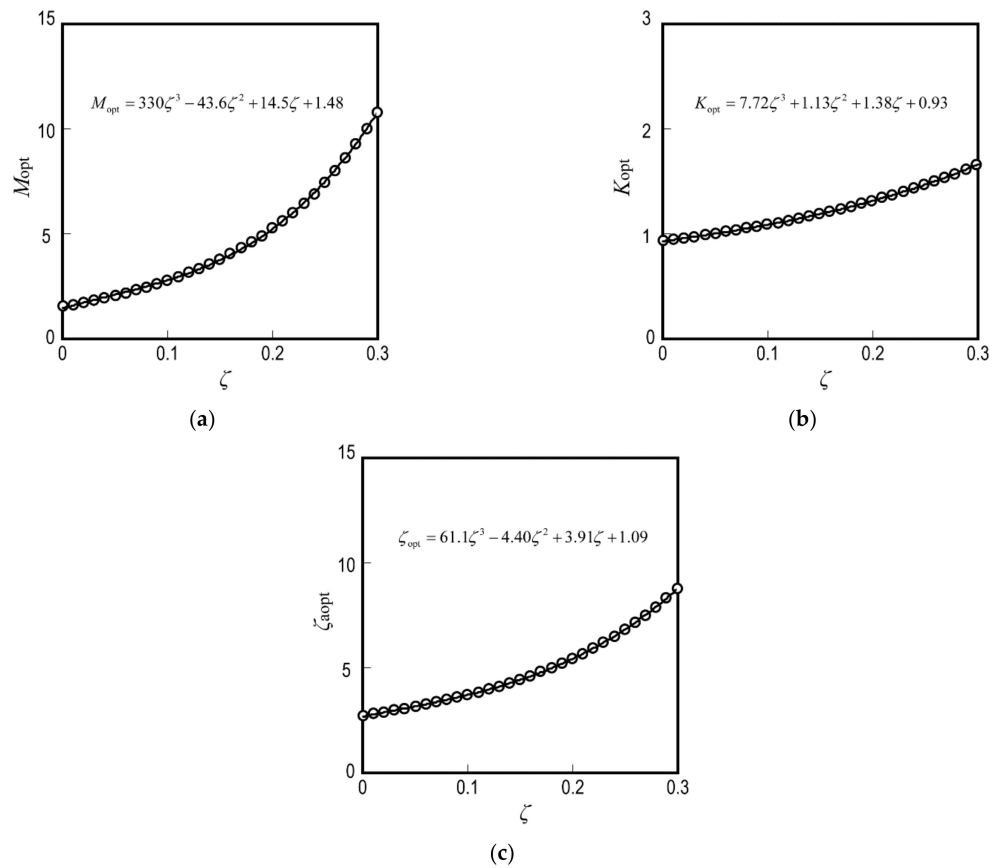 15
10
5
0
M_opt
M_opt = 330ζ³ − 43.6ζ² + 14.5ζ + 1.48
0 0.1 0.2 0.3
ζ
(a)
3
2
1
0
K_opt
K_opt = 7.72ζ³ + 1.13ζ² + 1.38ζ + 0.93
0 0.1 0.2 0.3
ζ
(b)
15
10
5
0
ζ_aopt
ζ_opt = 61.1ζ³ − 4.40ζ² + 3.91ζ + 1.09
0 0.1 0.2 0.3
ζ
(c)